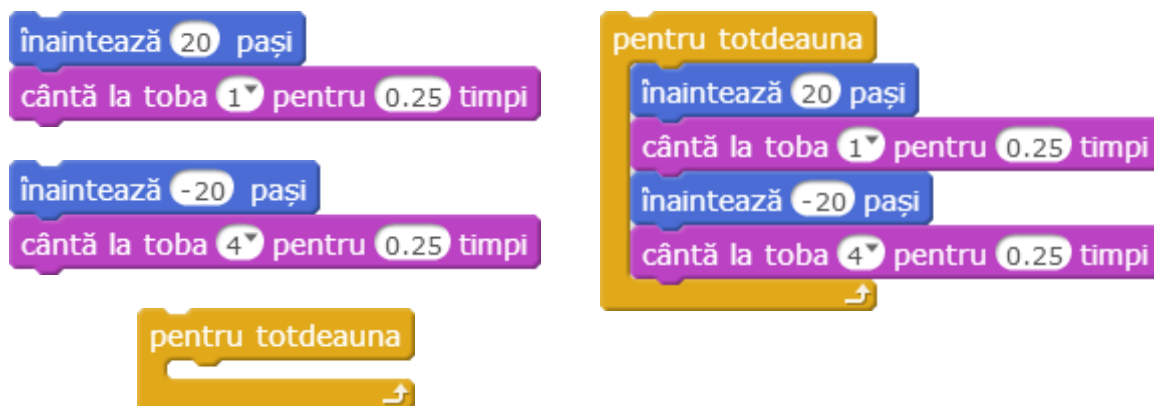 înaintează 20 pași
cântă la toba 1 pentru 0.25 timpi
înaintează -20 pași
cântă la toba 4 pentru 0.25 timpi
pentru totdeauna
pentru totdeauna
înaintează 20 pași
cântă la toba 1 pentru 0.25 timpi
înaintează -20 pași
cântă la toba 4 pentru 0.25 timpi